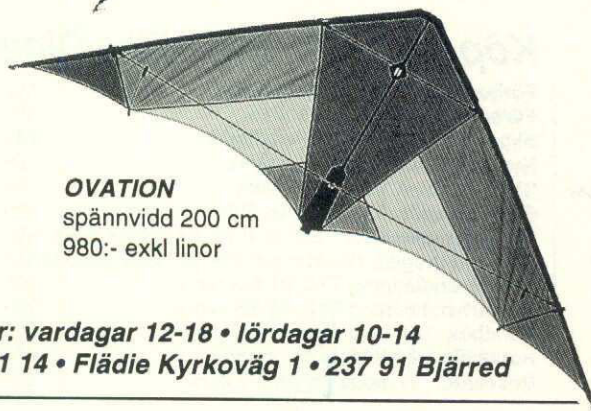 Köp
OVATION
spännvidd 200 cm
980:- exkl linor
r: vardagar 12-18 • lördagar 10-14
1 14 • Flädie Kyrkoväg 1 • 237 91 Bjärred